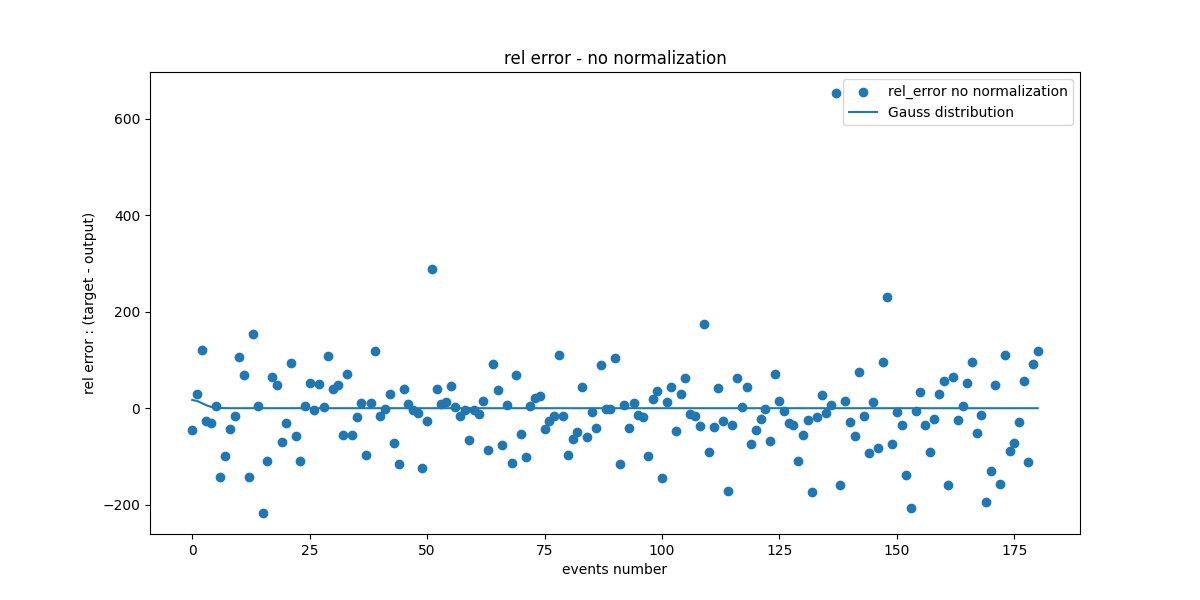 rel error - no normalization
rel_error no normalization
Gauss distribution
600
400
200
0
−200
rel error : (target - output)
0 25 50 75 100 125 150 175
events number